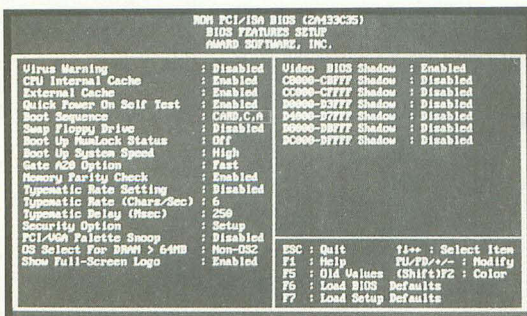 ROM PCI/ISA BIOS (2A433C35)
BIOS FEATURES SETUP
AWARD SOFTWARE, INC.
Virus Warning : Disabled
CPU Internal Cache : Enabled
External Cache : Enabled
Quick Power On Self Test : Enabled
Boot Sequence : CARD,C,A
Swap Floppy Drive : Disabled
Boot Up NumLock Status : Off
Boot Up System Speed : High
Gate A20 Option : Fast
Memory Parity Check : Enabled
Typematic Rate Setting : Disabled
Typematic Rate (Chars/Sec) : 6
Typematic Delay (Msec) : 250
Security Option : Setup
PCI/VGA Palette Snoop : Disabled
OS Select For DRAM > 64MB : Non-OS2
Show Full-Screen Logo : Enabled
Video BIOS Shadow : Enabled
C8000-CBFFF Shadow : Disabled
CC000-CFFFF Shadow : Disabled
D0000-D3FFF Shadow : Disabled
D4000-D7FFF Shadow : Disabled
D8000-DBFFF Shadow : Disabled
DC000-DFFFF Shadow : Disabled
ESC : Quit ↑↓→← : Select Item
F1 : Help PU/PD/+/- : Modify
F5 : Old Values (Shift)F2 : Color
F6 : Load BIOS Defaults
F7 : Load Setup Defaults